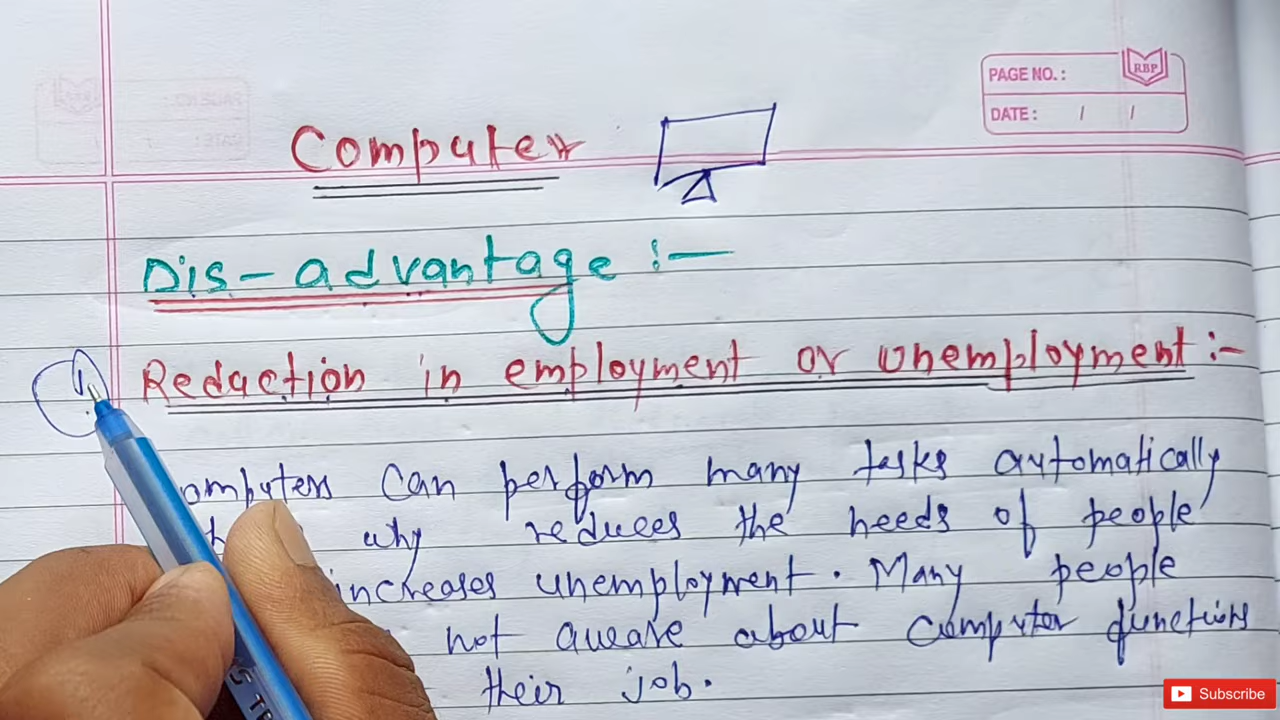 PAGE NO. : RBP
DATE : / /
Computer
Dis-advantage :-
1 Redaction in employment or unemployment :-
omputers can perform many tasks automatically
why reduces the needs of people
increases unemployment. Many people
not aware about computer functions
their job.
Subscribe